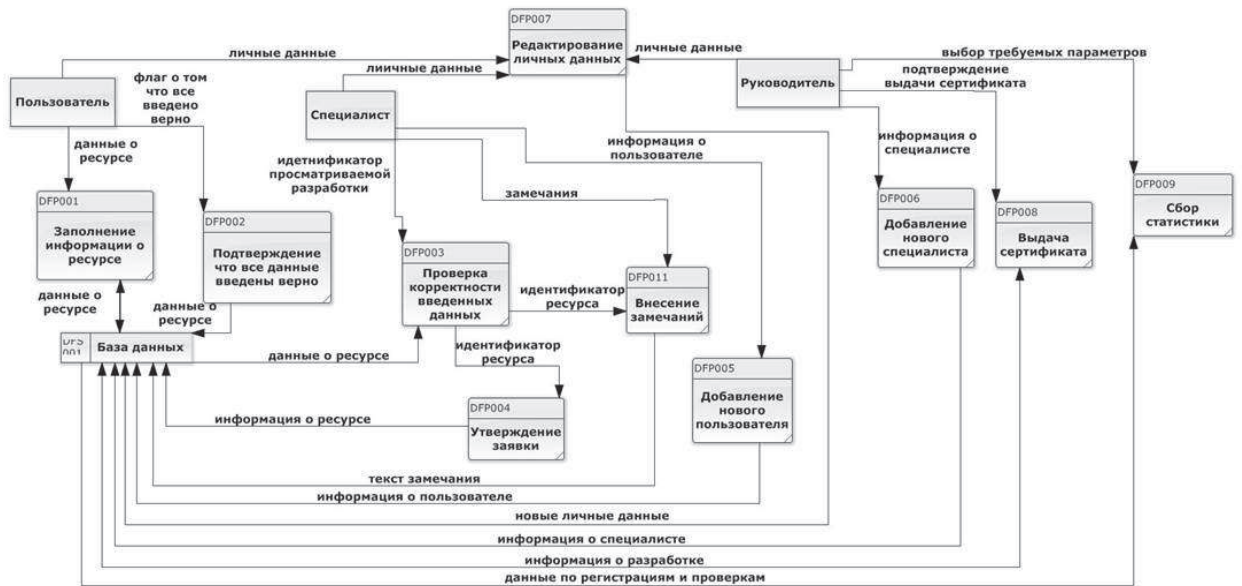 DFP007
Редактирование
личных данных
личные данные
лиичные данные
личные данные
выбор требуемых параметров
подтверждение
выдачи сертификата
флаг о том
что все
введено
верно
Пользователь
Специалист
Руководитель
данные о
ресурсе
идетнификатор
просматриваемой
разработки
информация о
пользователе
информация о
специалисте
замечания
DFP001
Заполнение
информации о
ресурсе
DFP002
Подтверждение
что все данные
введены верно
DFP003
Проверка
корректности
введенных
данных
DFP011
Внесение
замечаний
DFP006
Добавление
нового
специалиста
DFP008
Выдача
сертификата
DFP009
Сбор
статистики
данные о
ресурсе
данные о
ресурсе
идентификатор
ресурса
DFS
001
База данных
данные о ресурсе
идентификатор
ресурса
DFP005
Добавление
нового
пользователя
DFP004
Утверждение
заявки
информация о ресурсе
текст замечания
информация о пользователе
новые личные данные
информация о специалисте
информация о разработке
данные по регистрациям и проверкам